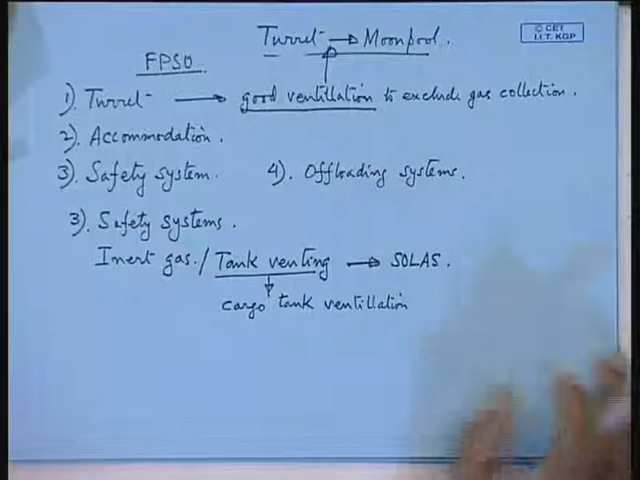 Turret → Moonpool.
© CET
I.I.T. KGP
FPSO.
1). Turret → good ventillation to exclude gas collection.
2). Accommodation.
3). Safety system. 4). Offloading systems.
3). Safety systems.
Inert gas./Tank venting → SOLAS.
cargo tank ventillation